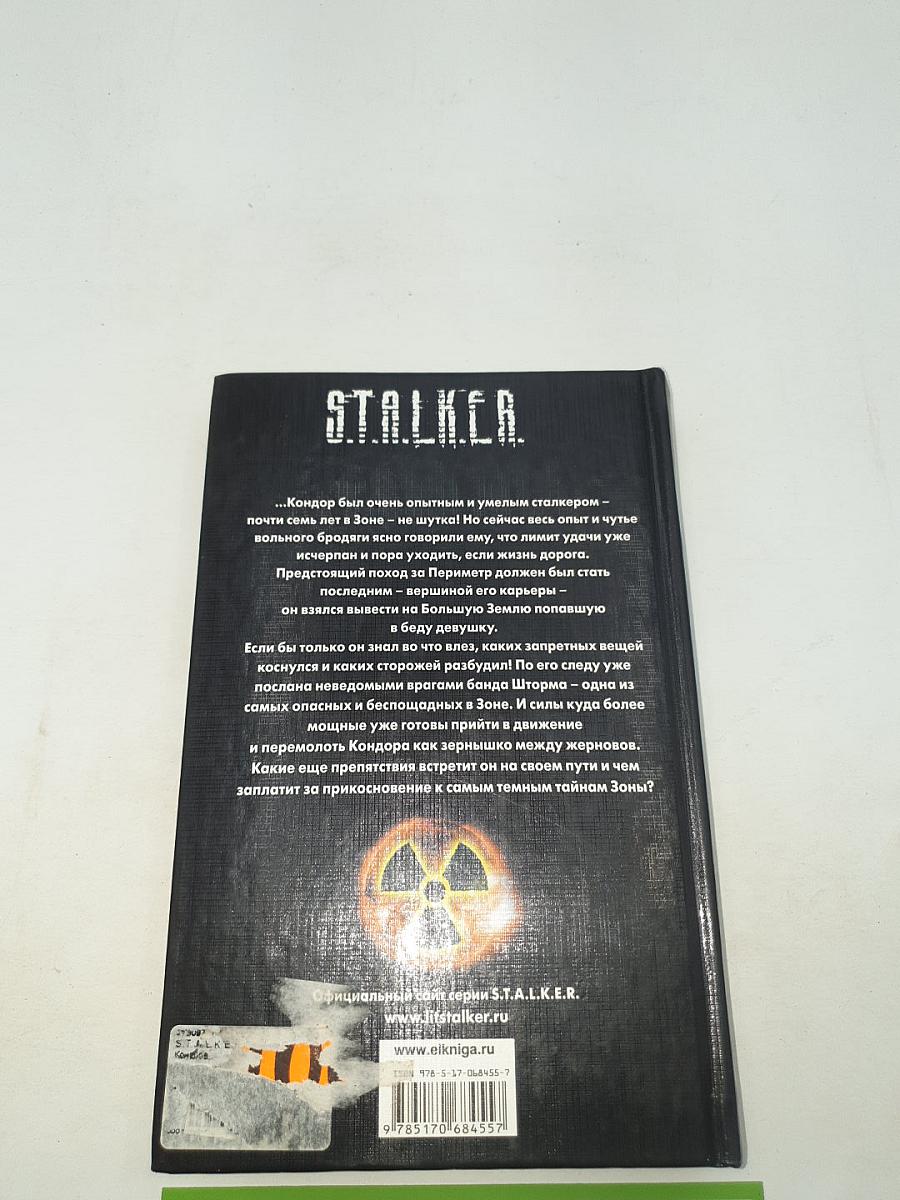 S.T.A.L.K.E.R.
...Кондор был очень опытным и умелым сталкером –
почти семь лет в Зоне – не шутка! Но сейчас весь опыт и чутье
вольного бродяги ясно говорили ему, что лимит удачи уже
исчерпан и пора уходить, если жизнь дорога.
Предстоящий поход за Периметр должен был стать
последним – вершиной его карьеры –
он взялся вывести на Большую Землю попавшую
в беду девушку.
Если бы только он знал во что влез, каких запретных вещей
коснулся и каких сторожей разбудил! По его следу уже
послана неведомыми врагами банда Шторма – одна из
самых опасных и беспощадных в Зоне. И силы куда более
мощные уже готовы прийти в движение
и перемолоть Кондора как зернышко между жерновов.
Какие еще препятствия встретит он на своем пути и чем
заплатит за прикосновение к самым темным тайнам Зоны?
Официальный сайт серии S.T.A.L.K.E.R.
www.litstalker.ru
www.elkniga.ru
ISBN 978-5-17-068455-7
9 785170 684557
S.T.A.L.K.E